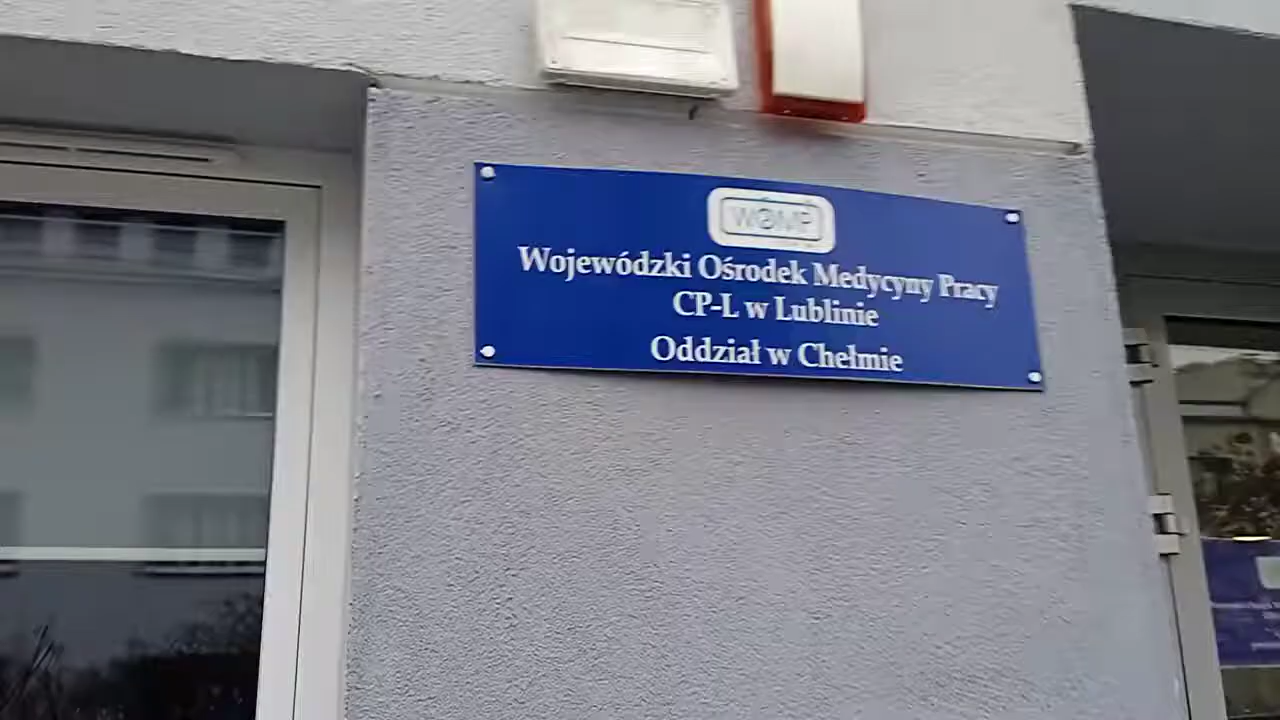 WOMP
Wojewódzki Ośrodek Medycyny Pracy
CP-L w Lublinie
Oddział w Chełmie